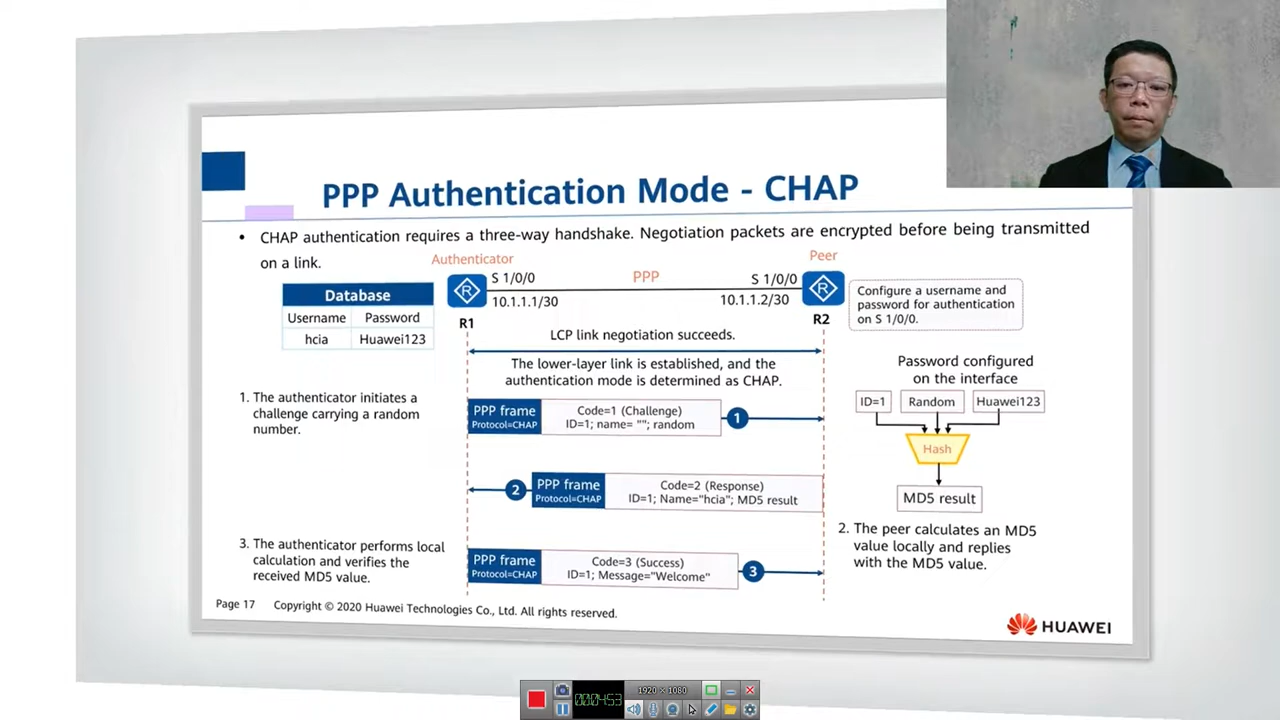 PPP Authentication Mode - CHAP
• CHAP authentication requires a three-way handshake. Negotiation packets are encrypted before being transmitted
on a link.
Authenticator
Peer
S 1/0/0
PPP
S 1/0/0
10.1.1.1/30
10.1.1.2/30
R1
R2
Database
Username Password
hcia Huawei123
Configure a username and
password for authentication
on S 1/0/0.
LCP link negotiation succeeds.
The lower-layer link is established, and the
authentication mode is determined as CHAP.
Password configured
on the interface
ID=1 Random Huawei123
Hash
MD5 result
1. The authenticator initiates a
challenge carrying a random
number.
PPP frame
Protocol=CHAP
Code=1 (Challenge)
ID=1; name= ""; random
1
2
PPP frame
Protocol=CHAP
Code=2 (Response)
ID=1; Name="hcia"; MD5 result
2. The peer calculates an MD5
value locally and replies
with the MD5 value.
3. The authenticator performs local
calculation and verifies the
received MD5 value.
PPP frame
Protocol=CHAP
Code=3 (Success)
ID=1; Message="Welcome"
3
Page 17 Copyright © 2020 Huawei Technologies Co., Ltd. All rights reserved.
HUAWEI
000453
1920 × 1080